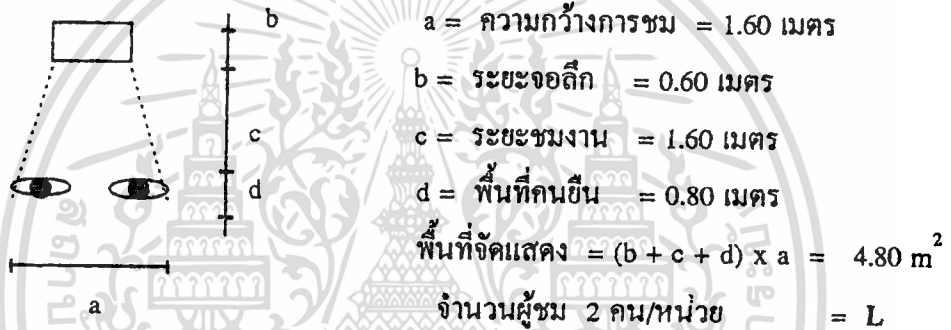 b
c
d
a
a = ความกว้างการชม = 1.60 เมตร
b = ระยะจอลึก = 0.60 เมตร
c = ระยะชมงาน = 1.60 เมตร
d = พื้นที่คนยืน = 0.80 เมตร
พื้นที่จัดแสดง = (b + c + d) x a = 4.80 m²
จำนวนผู้ชม 2 คน/หน่วย = L